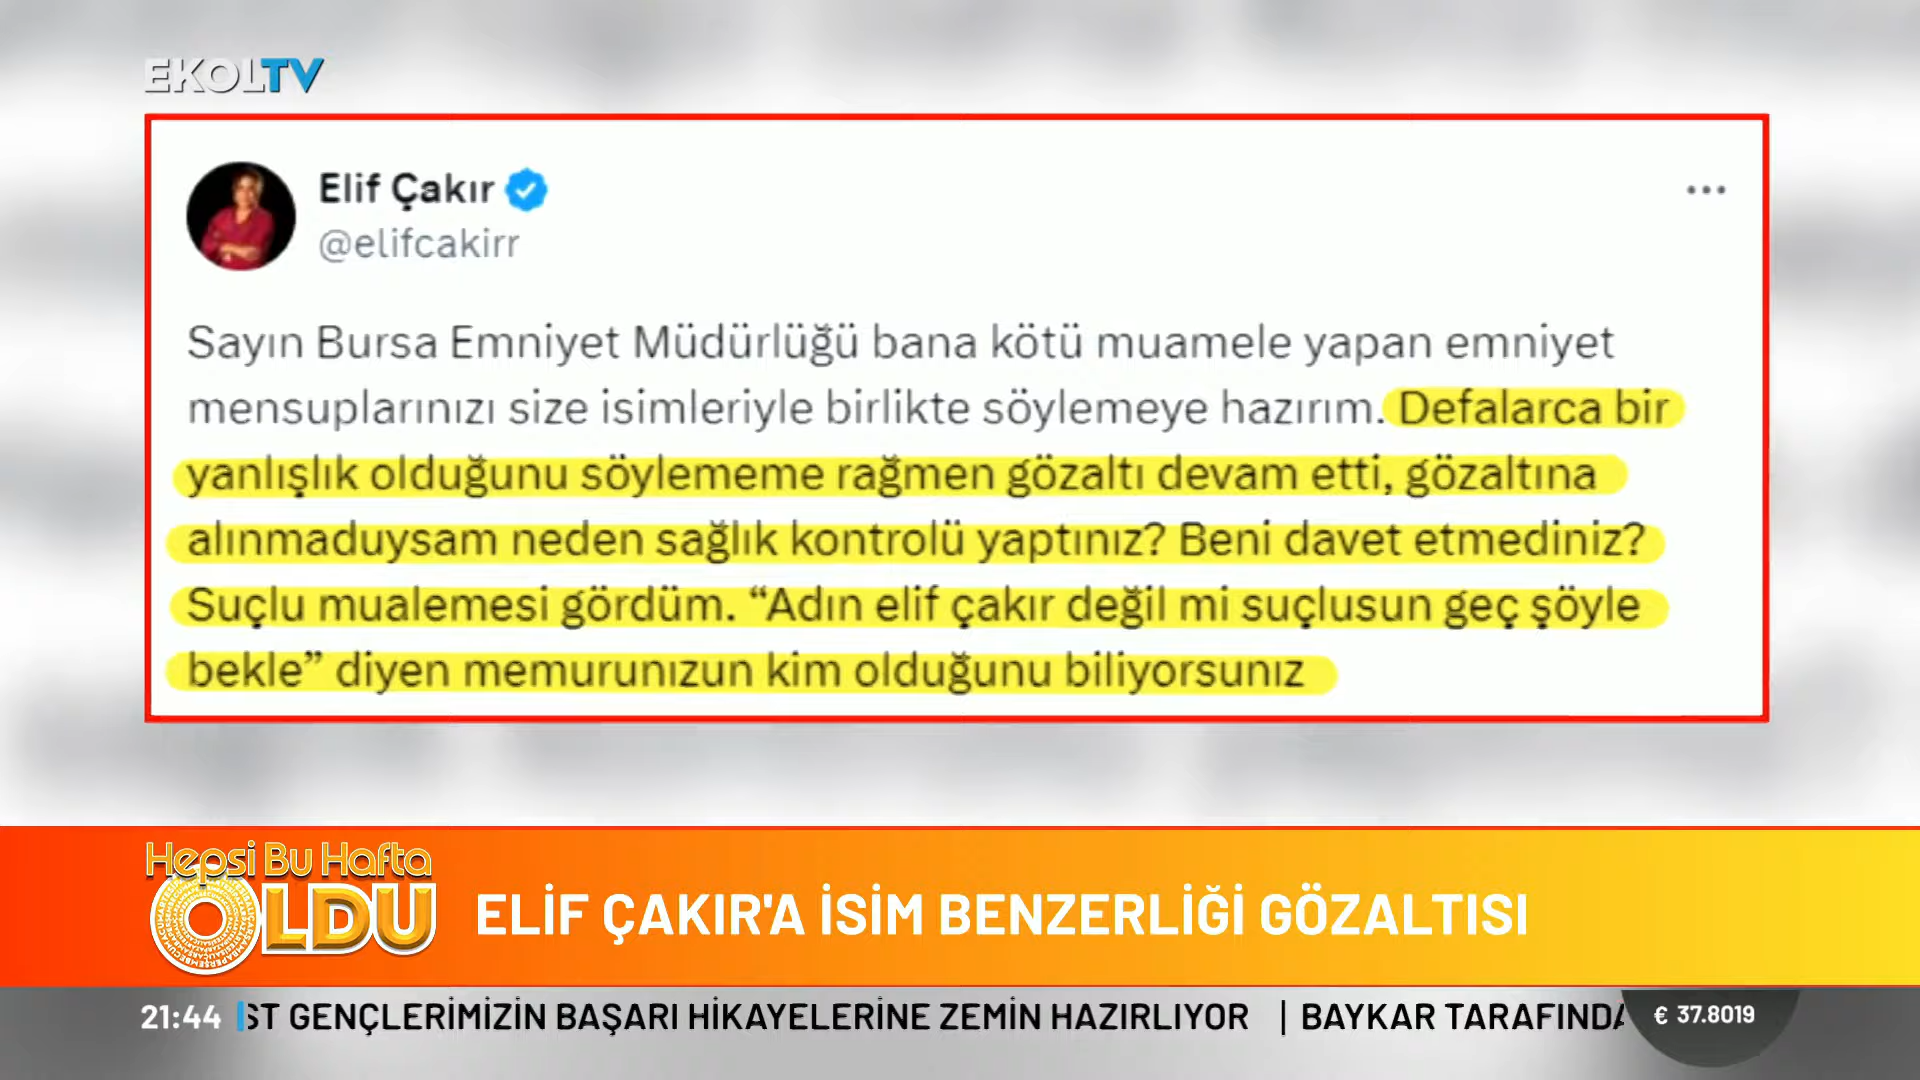 EKOLTV
Elif Çakır
@elifcakirr
Sayın Bursa Emniyet Müdürlüğü bana kötü muamele yapan emniyet
mensuplarınızı size isimleriyle birlikte söylemeye hazırım. Defalarca bir
yanlışlık olduğunu söylememe rağmen gözaltı devam etti, gözaltına
alınmaduysam neden sağlık kontrolü yaptınız? Beni davet etmediniz?
Suçlu mualemesi gördüm. “Adın elif çakır değil mi suçlusun geç şöyle
bekle” diyen memurunuzun kim olduğunu biliyorsunız
Hepsi Bu Hafta
OLDU
ELİF ÇAKIR'A İSİM BENZERLİĞİ GÖZALTISI
21:44 ST GENÇLERİMİZİN BAŞARI HİKAYELERİNE ZEMİN HAZIRLIYOR | BAYKAR TARAFINDA € 37.8019